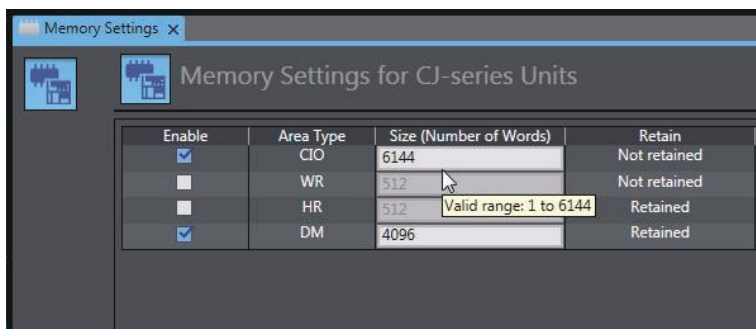 Memory Settings x
Memory Settings for CJ-series Units
Enable Area Type Size (Number of Words) Retain
CIO 6144 Not retained
WR 512 Not retained
HR 512 Retained
Valid range: 1 to 6144
DM 4096 Retained